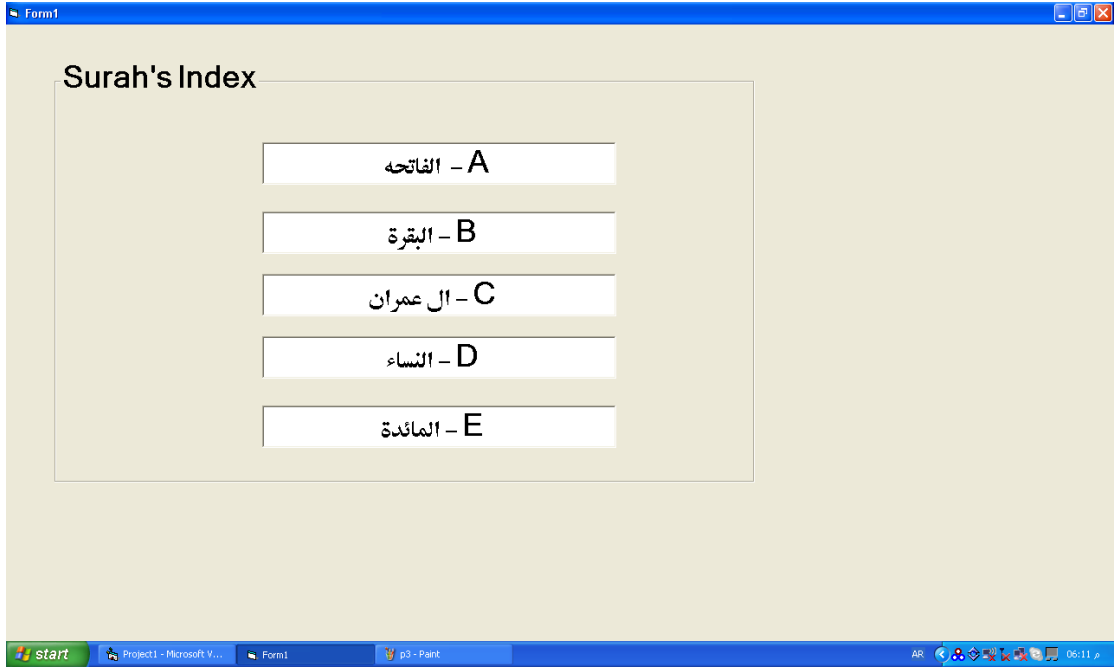 Form1
Surah's Index
A – الفاتحه
B – البقرة
C – ال عمران
D – النساء
E – المائدة
start
Project1 - Microsoft V...
Form1
p3 - Paint
AR
06:11 م